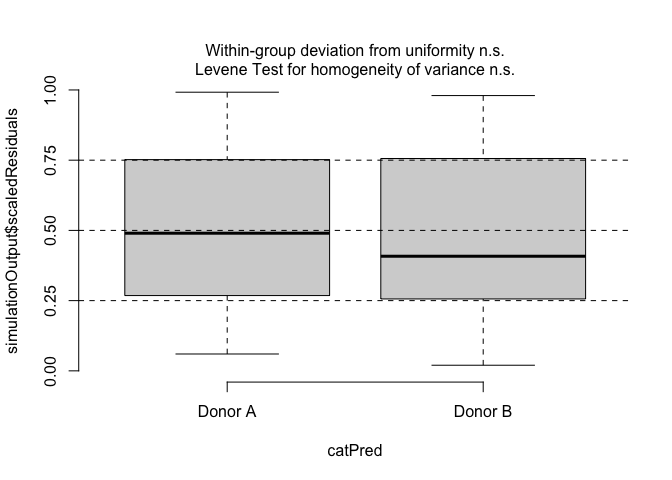 Within-group deviation from uniformity n.s.
Levene Test for homogeneity of variance n.s.
simulationOutput$scaledResiduals
1.00
0.75
0.50
0.25
0.00
Donor A
Donor B
catPred